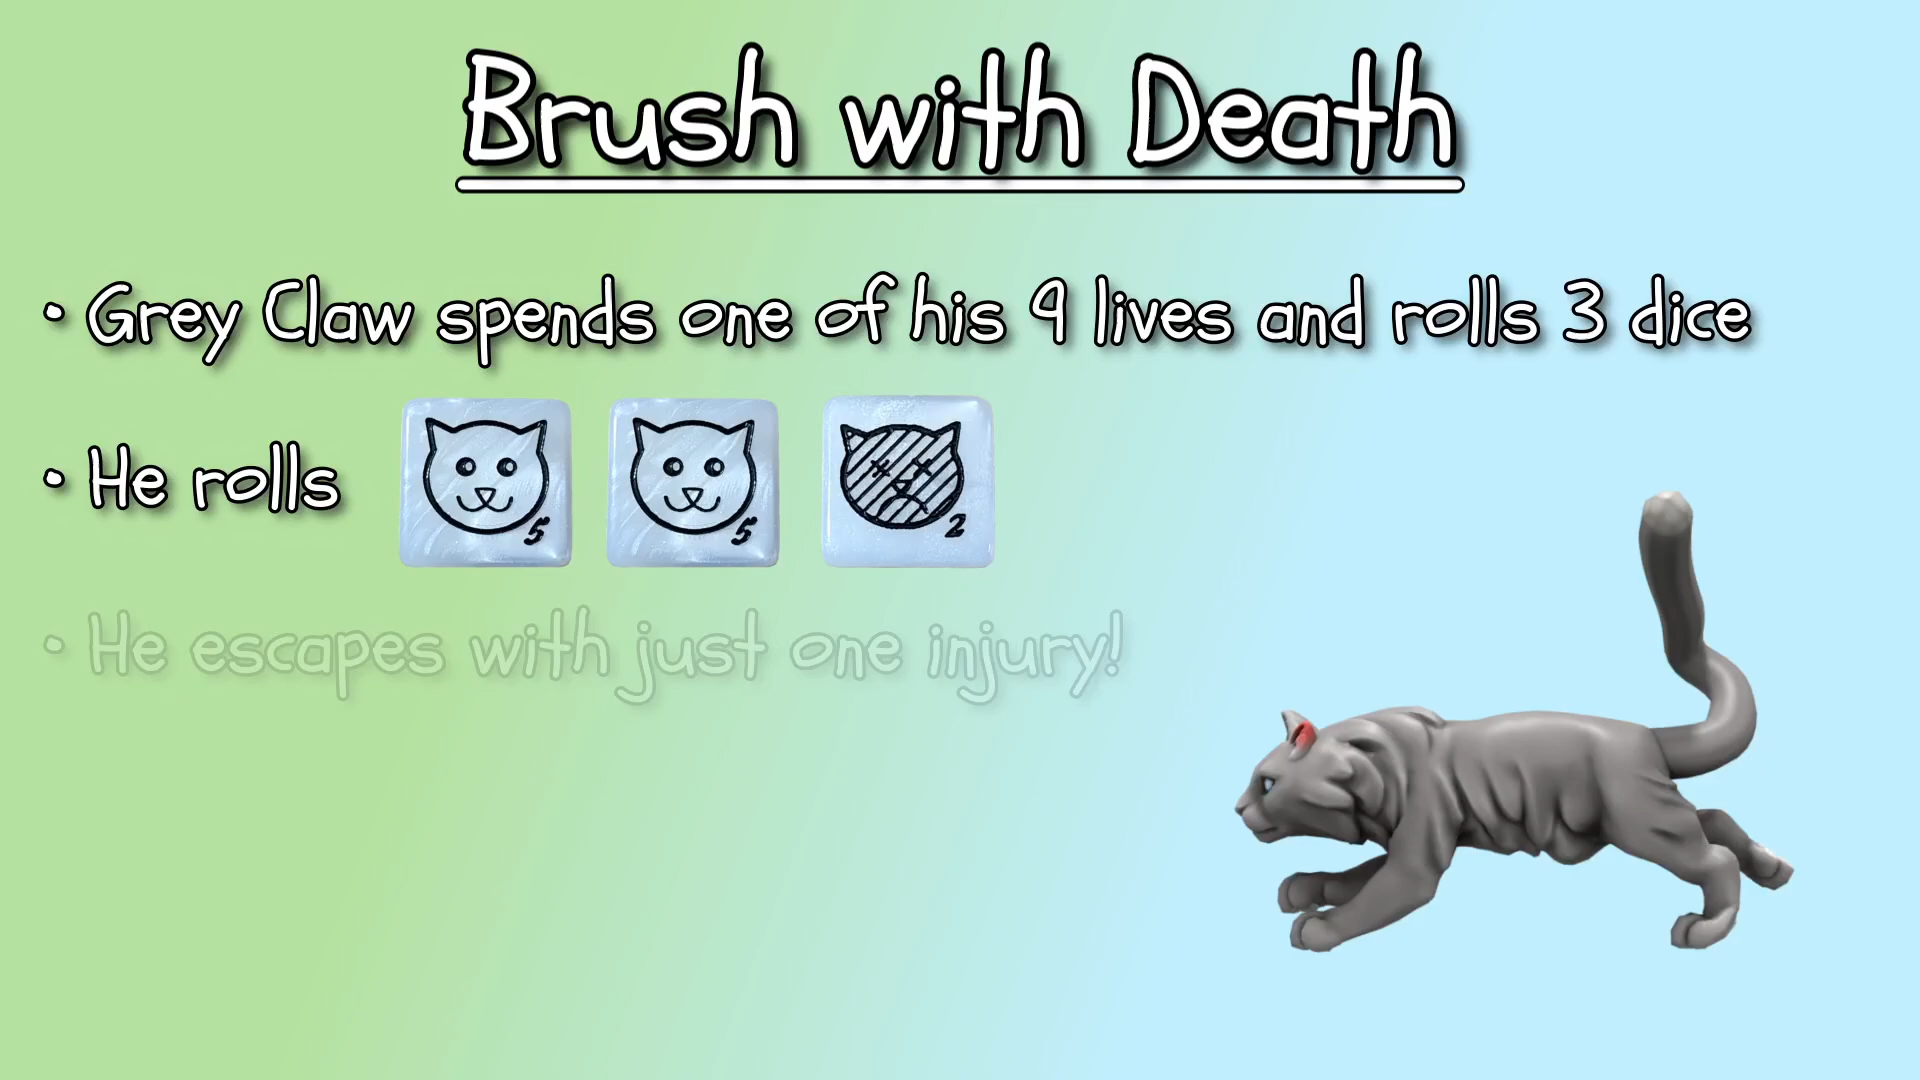 Brush with Death
• Grey Claw spends one of his 9 lives and rolls 3 dice
• He rolls 5 5 2
• He escapes with just one injury!